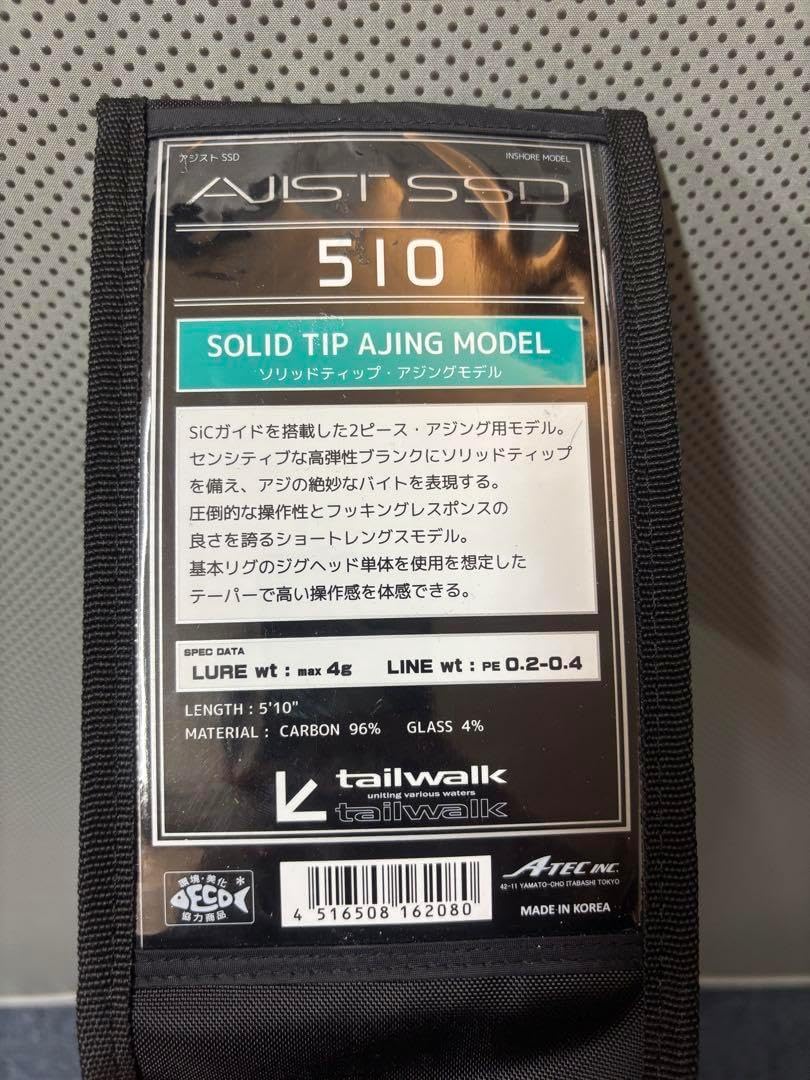 アジスト SSD
INSHORE MODEL
AJIST SSD
510
SOLID TIP AJING MODEL
ソリッドティップ・アジングモデル
SiCガイドを搭載した2ピース・アジング用モデル。
センシティブな高弾性ブランクにソリッドティップ
を備え、アジの絶妙なバイトを表現する。
圧倒的な操作性とフッキングレスポンスの
良さを誇るショートレングスモデル。
基本リグのジグヘッド単体を使用を想定した
テーパーで高い操作感を体感できる。
SPEC DATA
LURE wt : max 4g LINE wt : PE 0.2-0.4
LENGTH : 5'10"
MATERIAL : CARBON 96% GLASS 4%
tailwalk
uniting various waters
tailwalk
環境・美化
ECO
協力商品
4 516508 162080
A-TEC INC.
42-11 YAMATO-CHO ITABASHI TOKYO
MADE IN KOREA